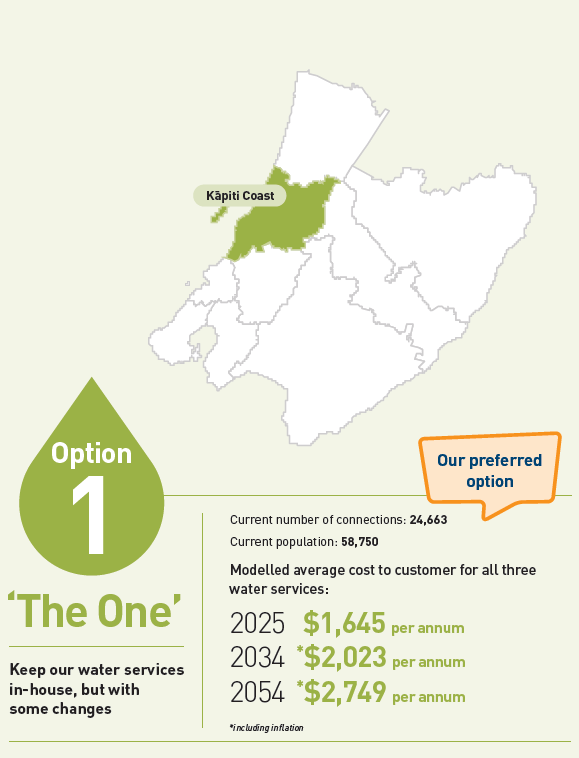 Kāpiti Coast
Option
1
‘The One’
Keep our water services
in-house, but with
some changes
Our preferred
option
Current number of connections: 24,663
Current population: 58,750
Modelled average cost to customer for all three
water services:
2025 $1,645 per annum
2034 *$2,023 per annum
2054 *$2,749 per annum
*including inflation